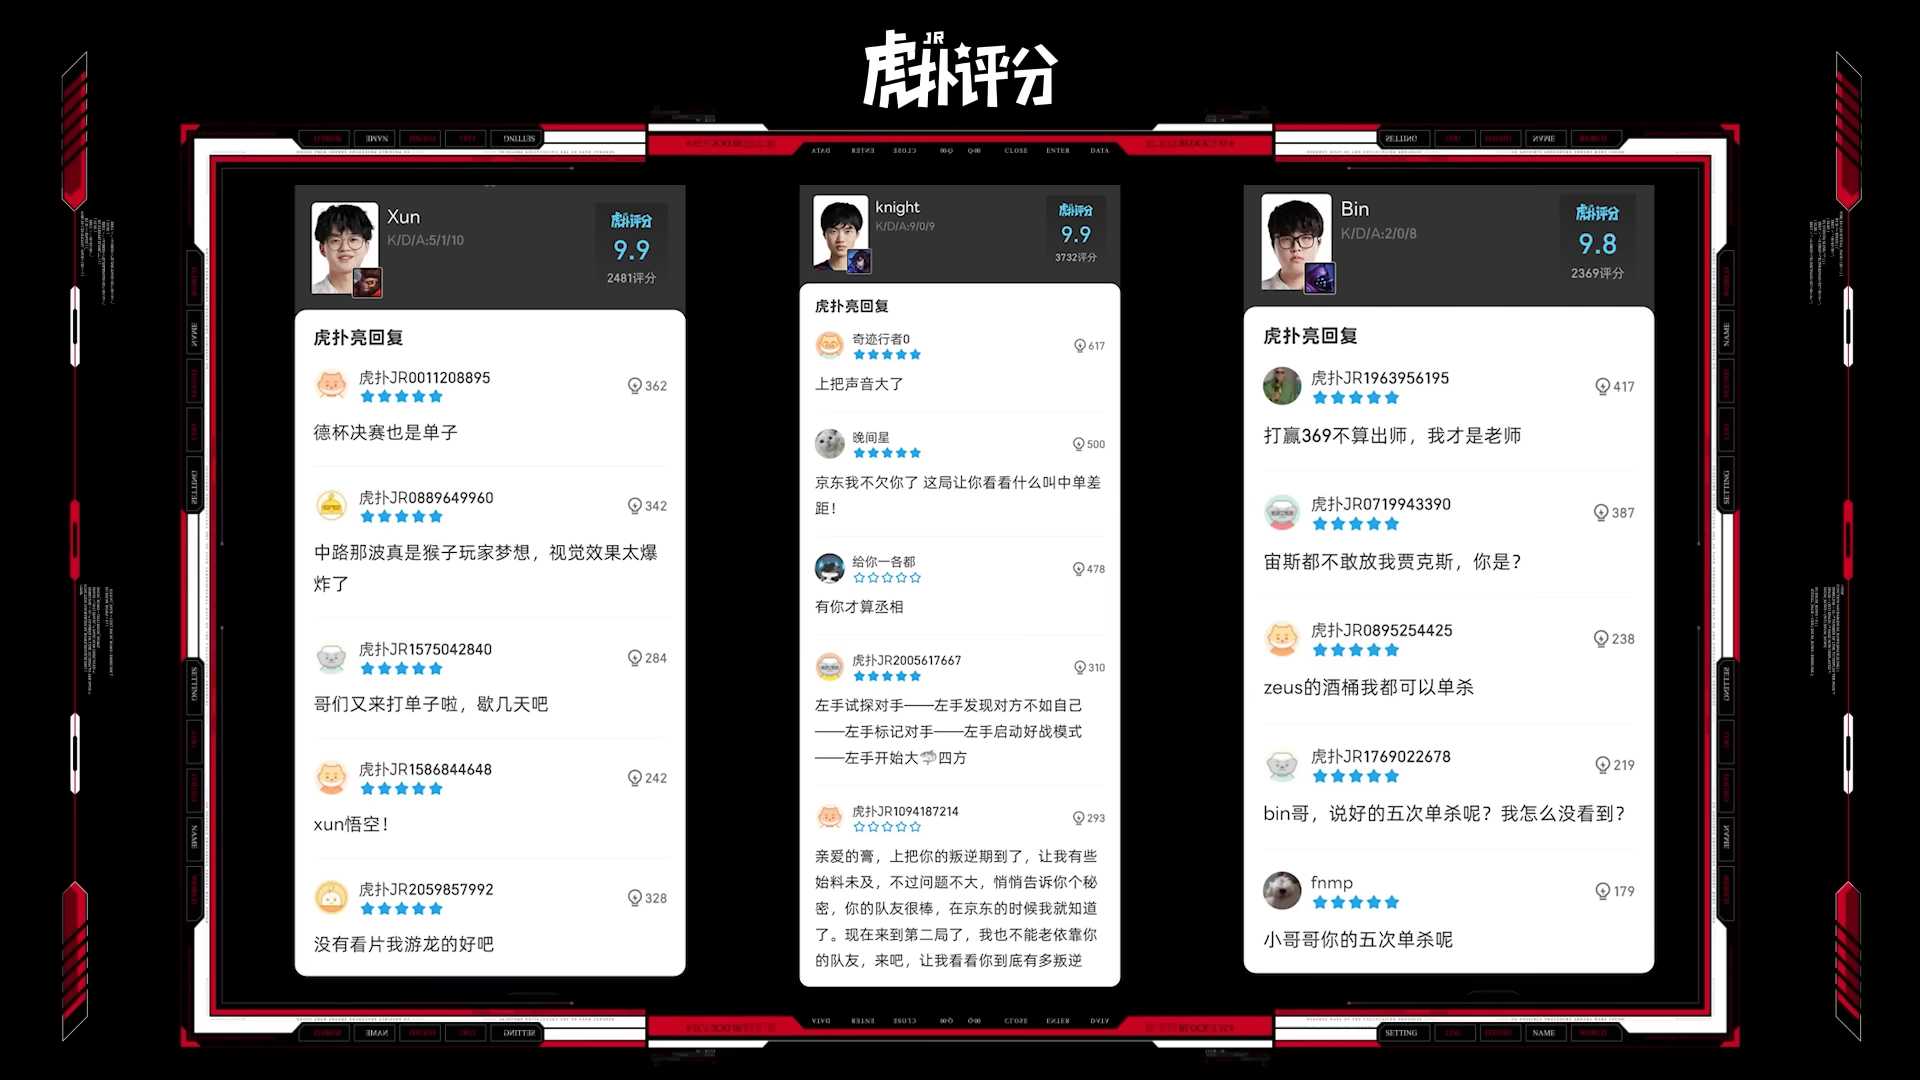 JR
虎扑评分
SETTING
NAME
DATA
ENTER
CLOSE
CLOSE
ENTER
DATA
SETTING
NAME
Xun
K/D/A:5/1/10
虎扑评分
9.9
2481评分
虎扑亮回复
虎扑JR0011208895
362
德杯决赛也是单子
虎扑JR0889649960
342
中路那波真是猴子玩家梦想，视觉效果太爆
炸了
虎扑JR1575042840
284
哥们又来打单子啦，歇几天吧
虎扑JR1586844648
242
xun悟空！
虎扑JR2059857992
328
没有看片我游龙的好吧
knight
K/D/A:9/0/9
虎扑评分
9.9
3732评分
虎扑亮回复
奇迹行者0
617
上把声音大了
晚间星
500
京东我不欠你了 这局让你看看什么叫中单差
距！
给你一各都
478
有你才算丞相
虎扑JR2005617667
310
左手试探对手——左手发现对方不如自己
——左手标记对手——左手启动好战模式
——左手开始大🦈四方
虎扑JR1094187214
293
亲爱的膏，上把你的叛逆期到了，让我有些
始料未及，不过问题不大，悄悄告诉你个秘
密，你的队友很棒，在京东的时候我就知道
了。现在来到第二局了，我也不能老依靠你
的队友，来吧，让我看看你到底有多叛逆
Bin
K/D/A:2/0/8
虎扑评分
9.8
2369评分
虎扑亮回复
虎扑JR1963956195
417
打赢369不算出师，我才是老师
虎扑JR0719943390
387
宙斯都不敢放我贾克斯，你是？
虎扑JR0895254425
238
zeus的酒桶我都可以单杀
虎扑JR1769022678
219
bin哥，说好的五次单杀呢？我怎么没看到？
fnmp
179
小哥哥你的五次单杀呢
SETTING
NAME
DATA
ENTER
CLOSE
CLOSE
ENTER
DATA
SETTING
NAME